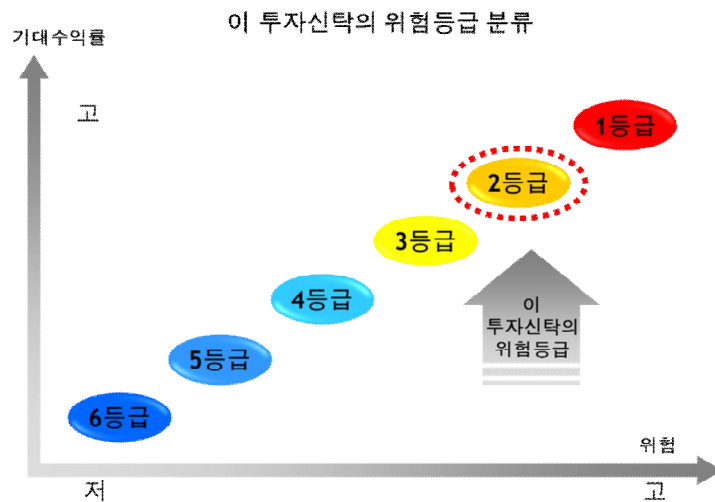 이 투자신탁의 위험등급 분류
기대수익률
고
1등급
2등급
3등급
4등급
이
투자신탁의
위험등급
5등급
6등급
위험
저
고